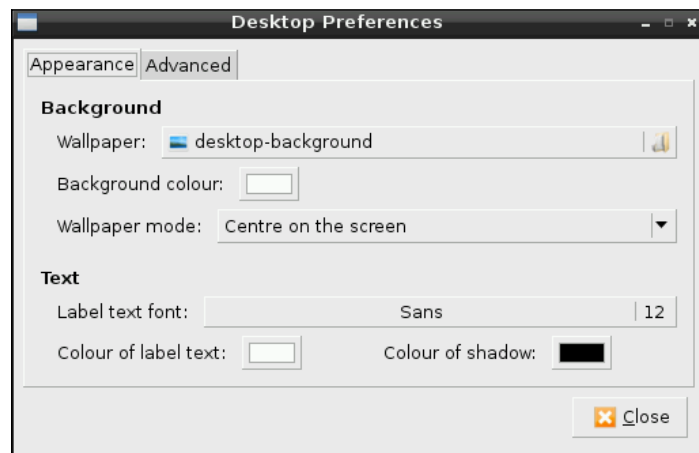 Desktop Preferences
Appearance Advanced
Background
Wallpaper: desktop-background
Background colour:
Wallpaper mode: Centre on the screen
Text
Label text font: Sans 12
Colour of label text: Colour of shadow:
Close